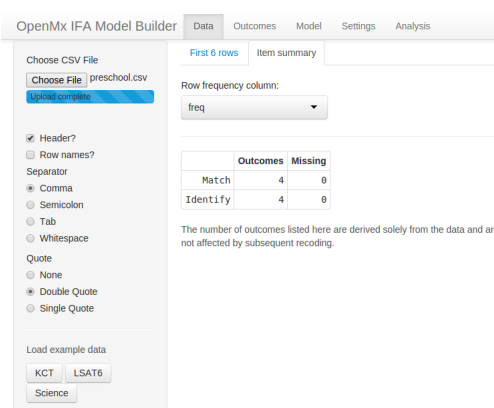 OpenMx IFA Model Builder Data Outcomes Model Settings Analysis
Choose CSV File
Choose File preschool.csv
Upload complete
Header?
Row names?
Separator
Comma
Semicolon
Tab
Whitespace
Quote
None
Double Quote
Single Quote
Load example data
KCT LSAT6
Science
First 6 rows Item summary
Row frequency column:
freq
Outcomes Missing
Match 4 0
Identify 4 0
The number of outcomes listed here are derived solely from the data and ar
not affected by subsequent recoding.